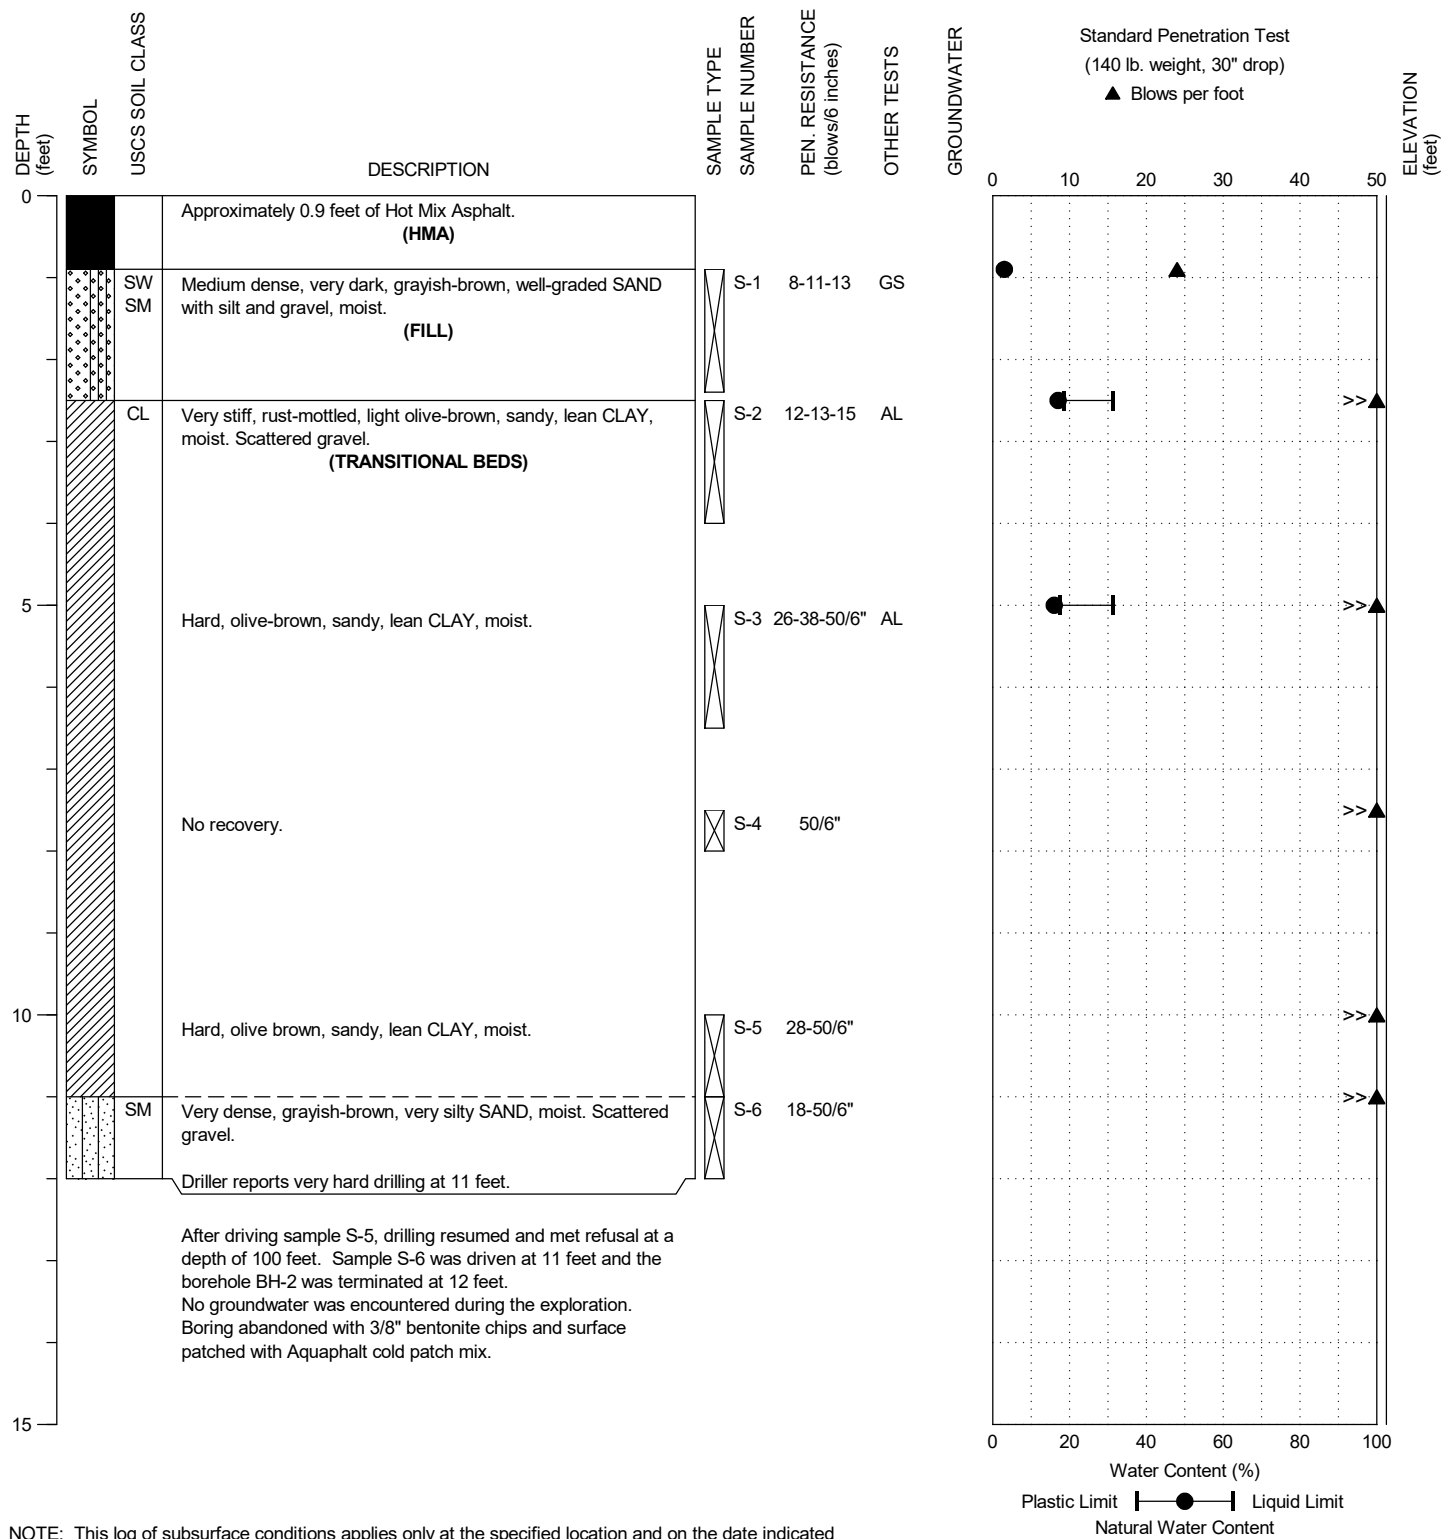 DEPTH
(feet)
SYMBOL
USCS SOIL CLASS
DESCRIPTION
SAMPLE TYPE
SAMPLE NUMBER
PEN. RESISTANCE
(blows/6 inches)
OTHER TESTS
GROUNDWATER
Standard Penetration Test
(140 lb. weight, 30" drop)
▲ Blows per foot
ELEVATION
(feet)
0 10 20 30 40 50
0
Approximately 0.9 feet of Hot Mix Asphalt.
(HMA)
SW
SM
Medium dense, very dark, grayish-brown, well-graded SAND
with silt and gravel, moist.
(FILL)
S-1 8-11-13 GS
CL
Very stiff, rust-mottled, light olive-brown, sandy, lean CLAY,
moist. Scattered gravel.
(TRANSITIONAL BEDS)
S-2 12-13-15 AL
>>
5
Hard, olive-brown, sandy, lean CLAY, moist.
S-3 26-38-50/6" AL
>>
No recovery.
S-4 50/6"
>>
10
Hard, olive brown, sandy, lean CLAY, moist.
S-5 28-50/6"
>>
SM
Very dense, grayish-brown, very silty SAND, moist. Scattered
gravel.
S-6 18-50/6"
>>
Driller reports very hard drilling at 11 feet.
After driving sample S-5, drilling resumed and met refusal at a
depth of 100 feet. Sample S-6 was driven at 11 feet and the
borehole BH-2 was terminated at 12 feet.
No groundwater was encountered during the exploration.
Boring abandoned with 3/8" bentonite chips and surface
patched with Aquaphalt cold patch mix.
15
0 20 40 60 80 100
Water Content (%)
Plastic Limit Liquid Limit
Natural Water Content
NOTE: This log of subsurface conditions applies only at the specified location and on the date indicated